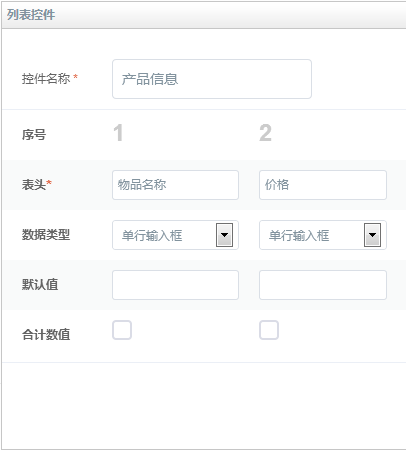 列表控件
控件名称 * 产品信息
序号 1 2
表头* 物品名称 价格
数据类型 单行输入框 单行输入框
默认值
合计数值